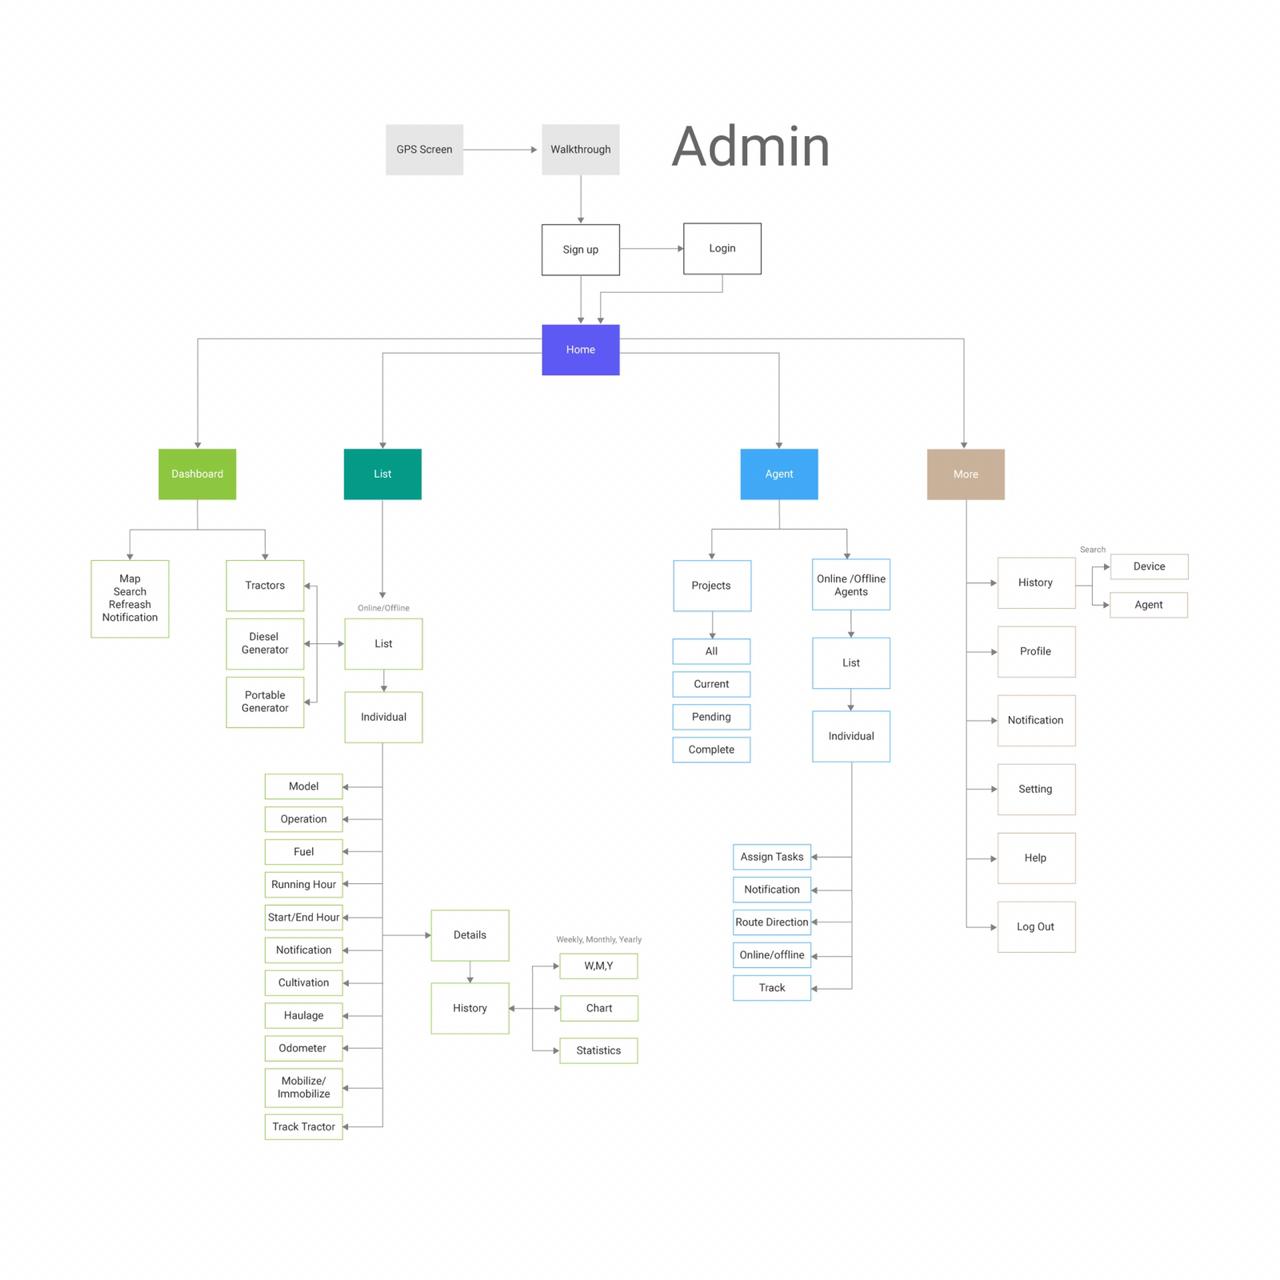 Admin
GPS Screen
Walkthrough
Sign up
Login
Home
Dashboard
List
Agent
More
Map
Search
Refreash
Notification
Tractors
Diesel
Generator
Portable
Generator
Online/Offline
List
Individual
Model
Operation
Fuel
Running Hour
Start/End Hour
Notification
Cultivation
Haulage
Odometer
Mobilize/
Immobilize
Track Tractor
Details
History
Weekly, Monthly, Yearly
W,M,Y
Chart
Statistics
Projects
All
Current
Pending
Complete
Online /Offline
Agents
List
Individual
Assign Tasks
Notification
Route Direction
Online/offline
Track
History
Search
Device
Agent
Profile
Notification
Setting
Help
Log Out